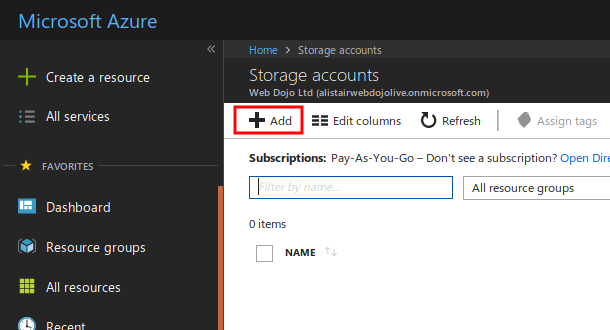 Microsoft Azure
«
Home > Storage accounts
Create a resource
Storage accounts
Web Dojo Ltd (alistairwebdojolive.onmicrosoft.com)
All services
Add
Edit columns
Refresh
Assign tags
FAVORITES
Subscriptions: Pay-As-You-Go – Don't see a subscription? Open Dire
Filter by name...
All resource groups
Dashboard
0 items
Resource groups
NAME
All resources
Recent